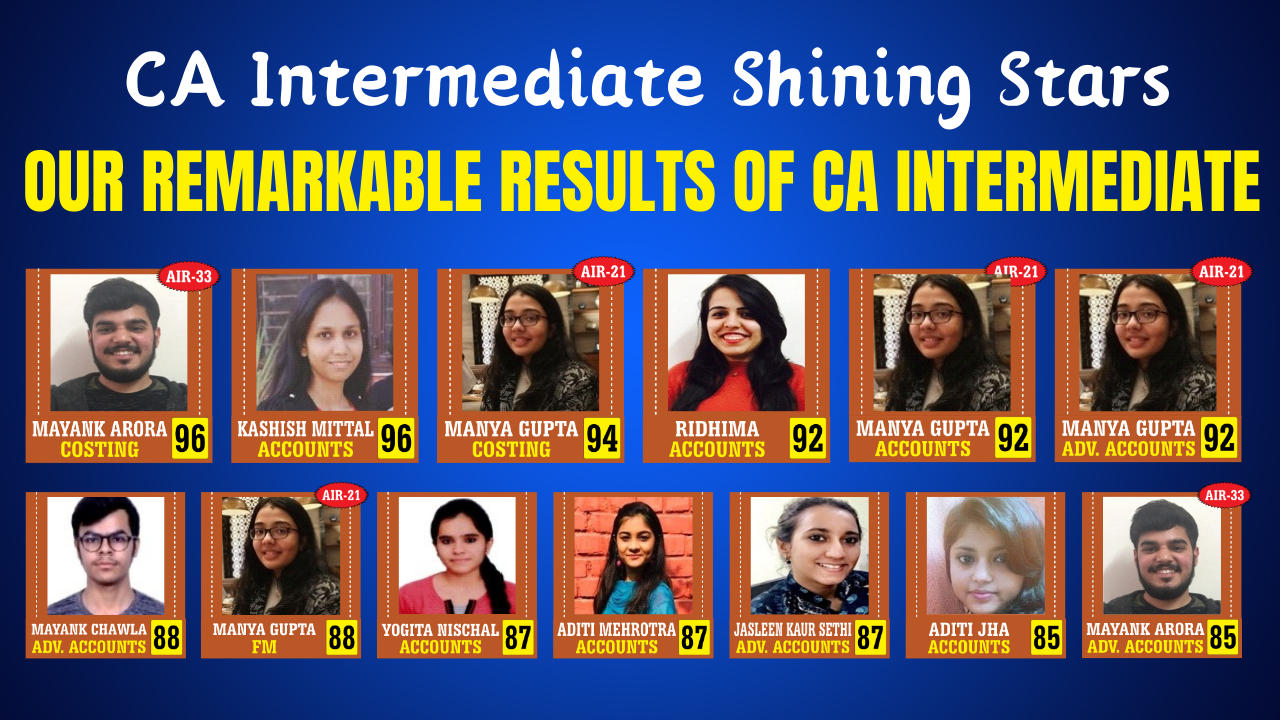 CA Intermediate Shining Stars
OUR REMARKABLE RESULTS OF CA INTERMEDIATE
AIR-33
MAYANK ARORA
COSTING
96
KASHISH MITTAL
ACCOUNTS
96
AIR-21
MANYA GUPTA
COSTING
94
RIDHIMA
ACCOUNTS
92
AIR-21
MANYA GUPTA
ACCOUNTS
92
AIR-21
MANYA GUPTA
ADV. ACCOUNTS
92
MAYANK CHAWLA
ADV. ACCOUNTS
88
AIR-21
MANYA GUPTA
FM
88
YOGITA NISCHAL
ACCOUNTS
87
ADITI MEHROTRA
ACCOUNTS
87
JASLEEN KAUR SETHI
ADV. ACCOUNTS
87
ADITI JHA
ACCOUNTS
85
AIR-33
MAYANK ARORA
ADV. ACCOUNTS
85